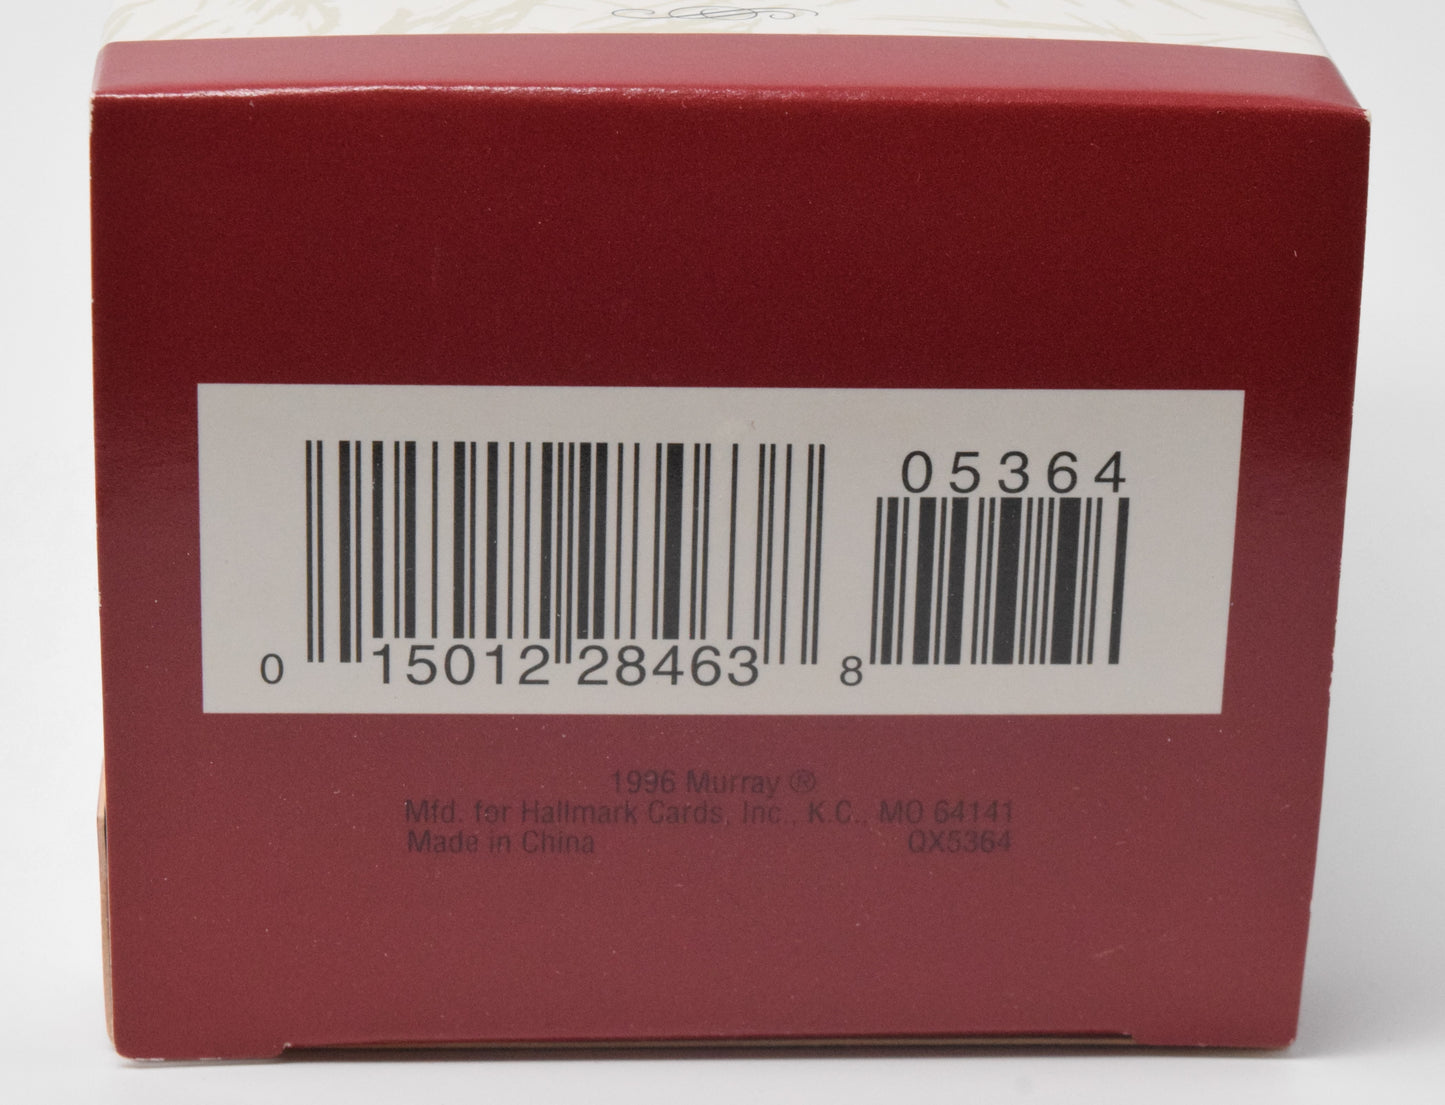 05364
0 15012 28463 8
1996 Murray ®
Mfd. for Hallmark Cards, Inc., K.C., MO 64141
Made in China QX5364